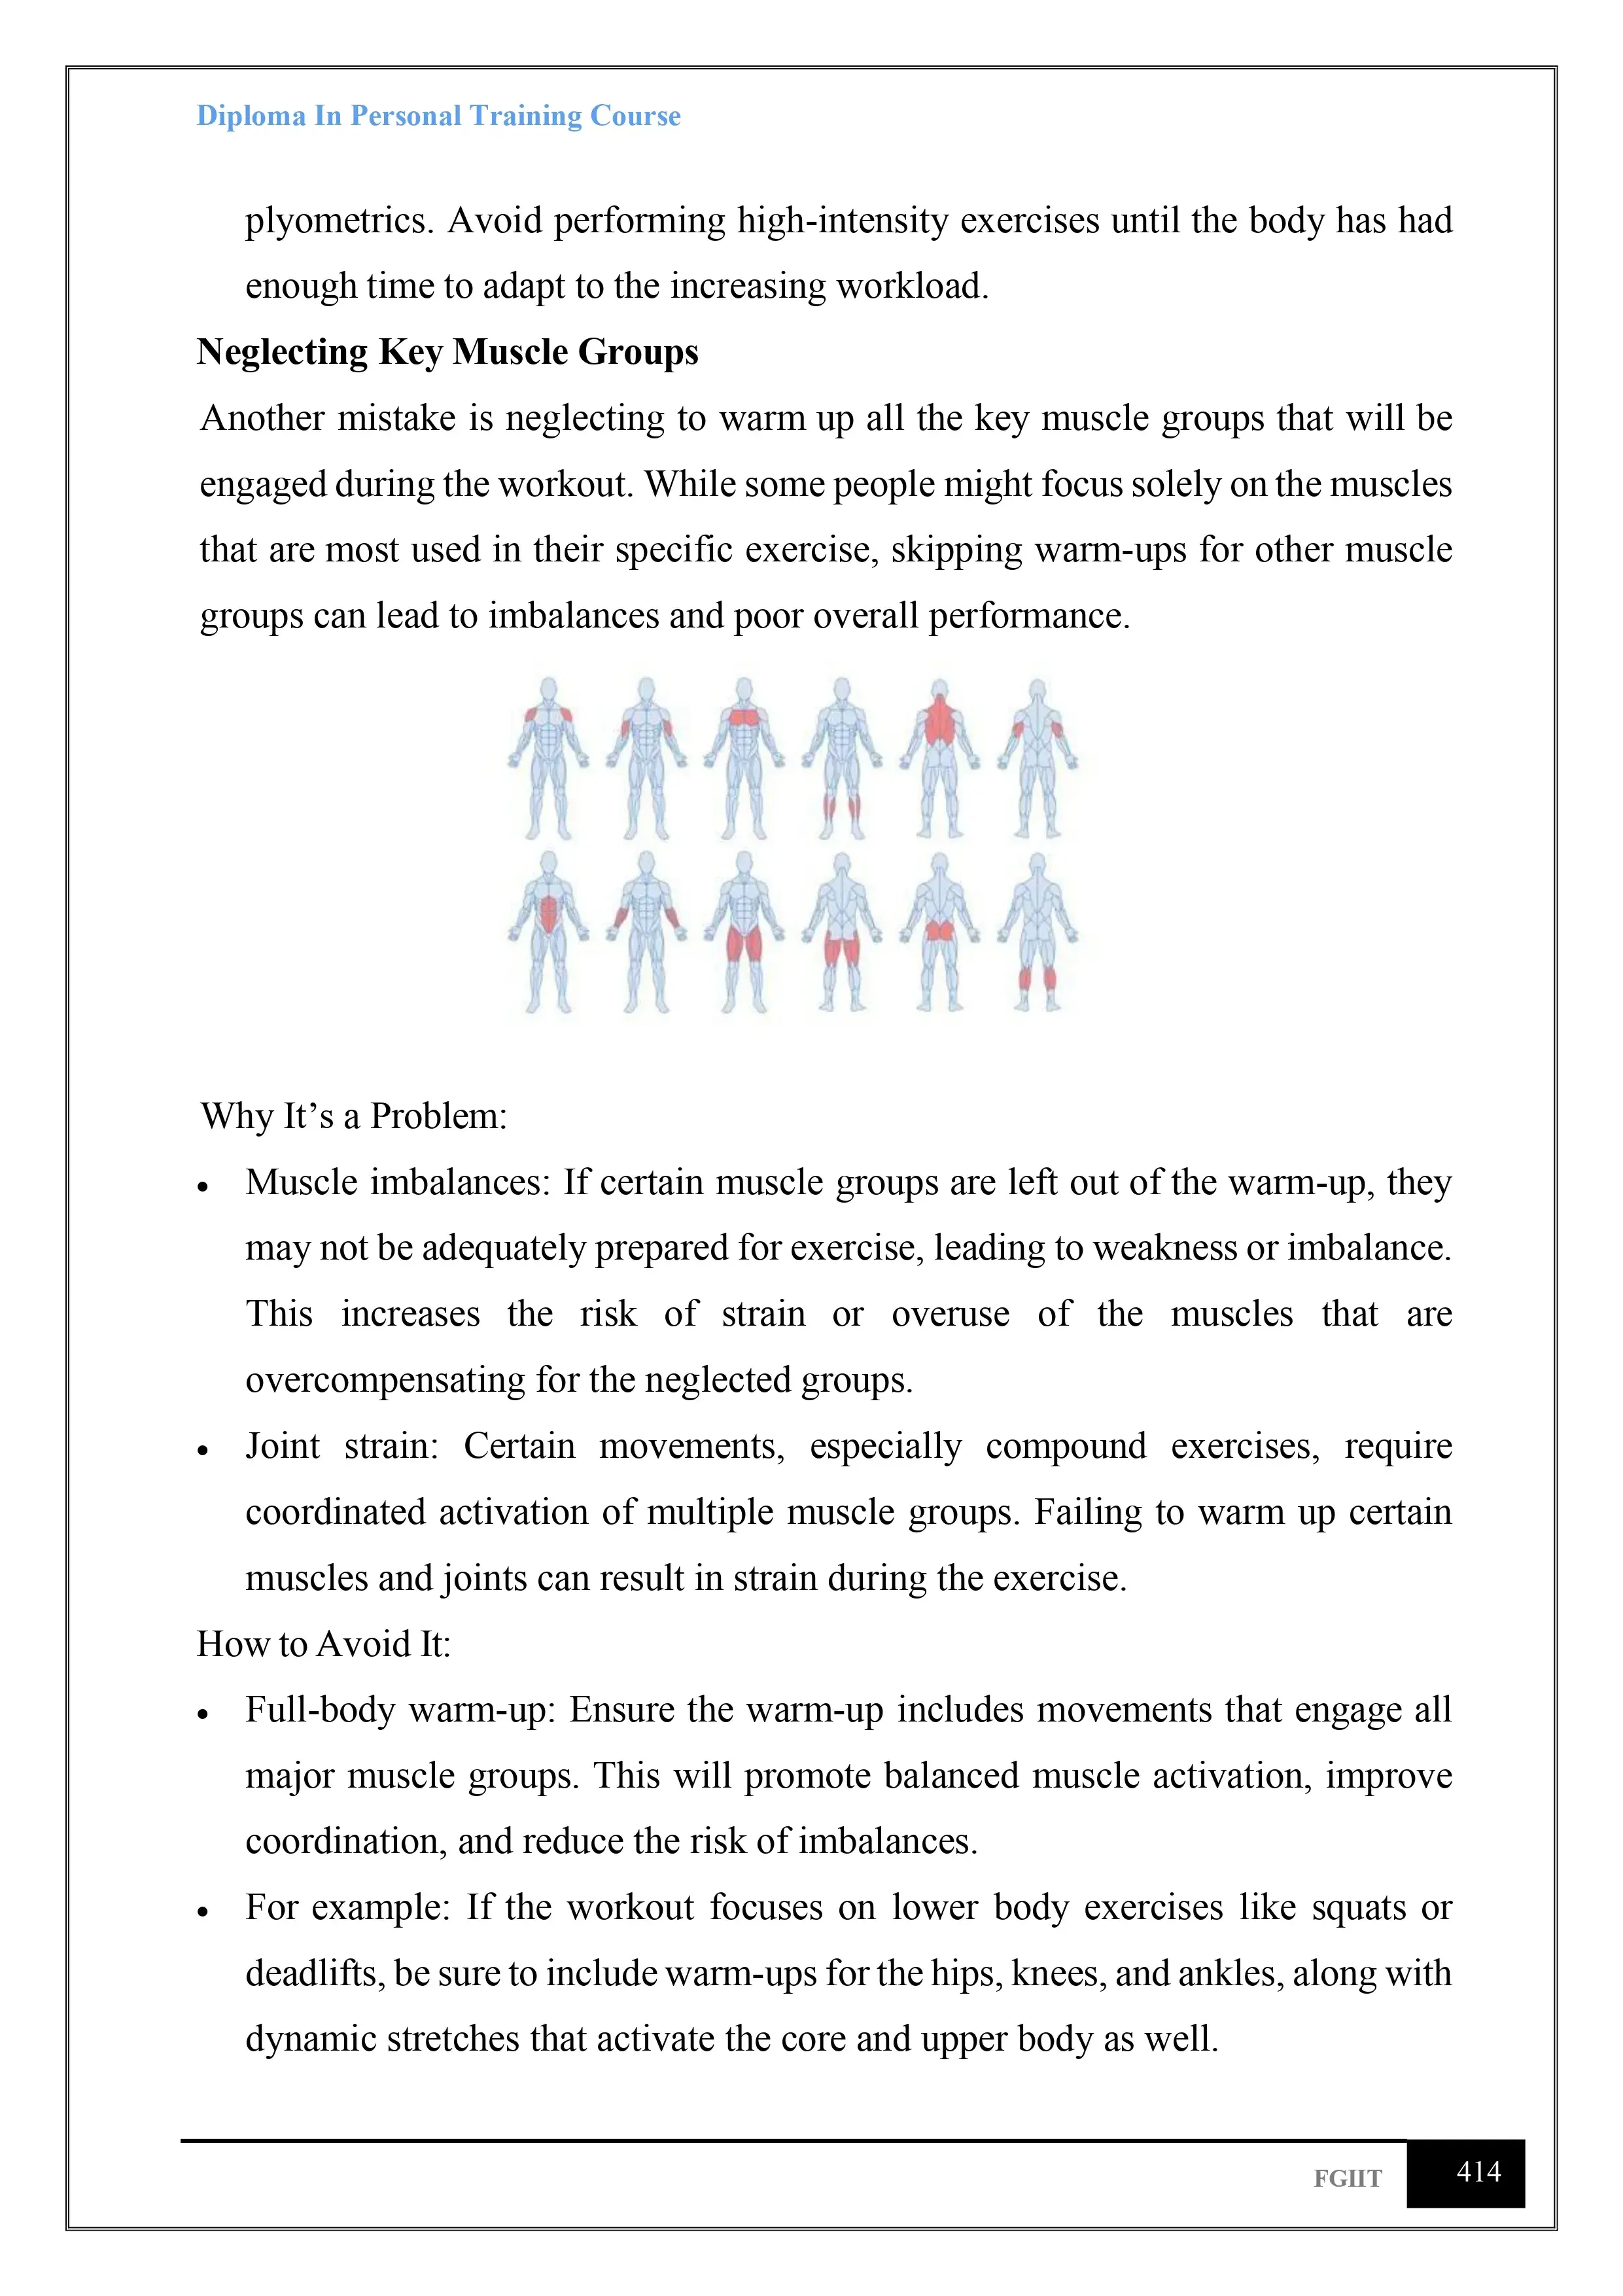 Diploma In Personal Training Course
plyometrics. Avoid performing high-intensity exercises until the body has had
enough time to adapt to the increasing workload.
Neglecting Key Muscle Groups
Another mistake is neglecting to warm up all the key muscle groups that will be
engaged during the workout. While some people might focus solely on the muscles
that are most used in their specific exercise, skipping warm-ups for other muscle
groups can lead to imbalances and poor overall performance.
Why It’s a Problem:
• Muscle imbalances: If certain muscle groups are left out of the warm-up, they
may not be adequately prepared for exercise, leading to weakness or imbalance.
This increases the risk of strain or overuse of the muscles that are
overcompensating for the neglected groups.
• Joint strain: Certain movements, especially compound exercises, require
coordinated activation of multiple muscle groups. Failing to warm up certain
muscles and joints can result in strain during the exercise.
How to Avoid It:
• Full-body warm-up: Ensure the warm-up includes movements that engage all
major muscle groups. This will promote balanced muscle activation, improve
coordination, and reduce the risk of imbalances.
• For example: If the workout focuses on lower body exercises like squats or
deadlifts, be sure to include warm-ups for the hips, knees, and ankles, along with
dynamic stretches that activate the core and upper body as well.
FGIIT 414